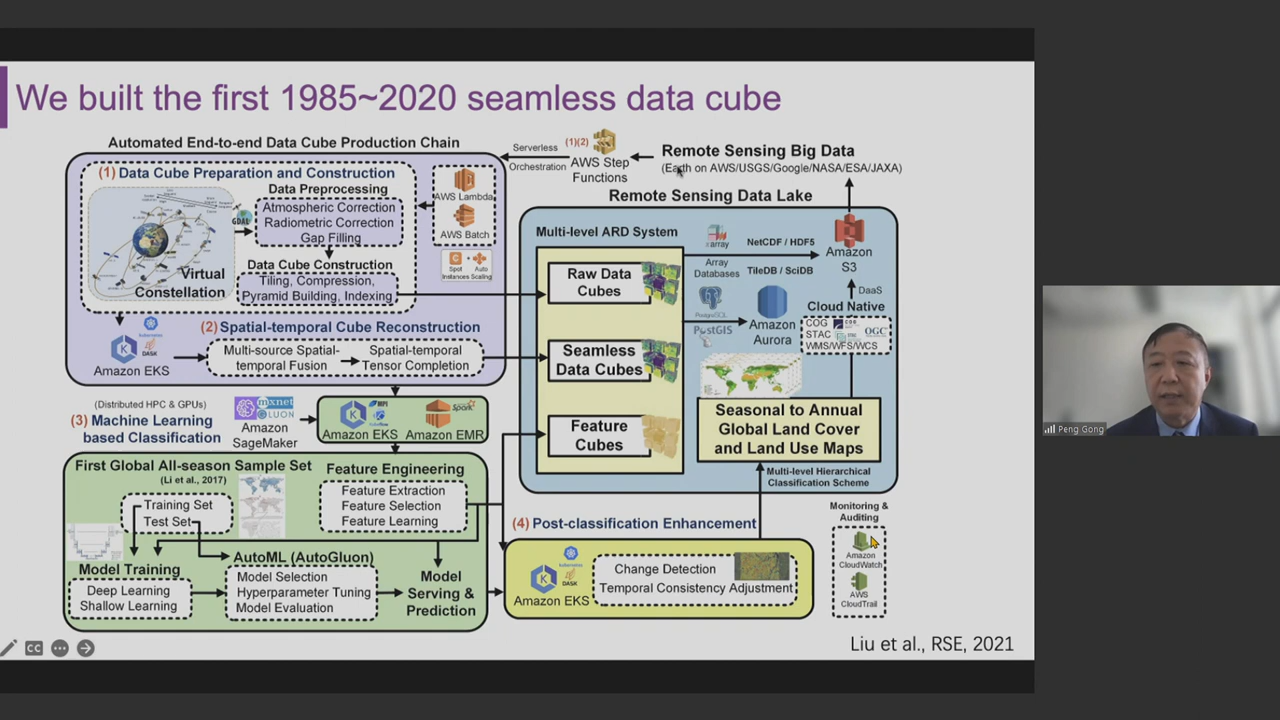 We built the first 1985~2020 seamless data cube
Automated End-to-end Data Cube Production Chain
(1) Data Cube Preparation and Construction
Data Preprocessing
GDAL
Atmospheric Correction
Radiometric Correction
Gap Filling
Virtual
Constellation
Data Cube Construction
Tiling, Compression,
Pyramid Building, Indexing
AWS Lambda
AWS Batch
Spot
Instances
Auto
Scaling
(2) Spatial-temporal Cube Reconstruction
kubernetes
DASK
Amazon EKS
Multi-source Spatial-
temporal Fusion
Spatial-temporal
Tensor Completion
Serverless
Orchestration
(1)(2)
AWS Step
Functions
Remote Sensing Big Data
(Earth on AWS/USGS/Google/NASA/ESA/JAXA)
Remote Sensing Data Lake
Multi-level ARD System
Raw Data
Cubes
Seamless
Data Cubes
Feature
Cubes
Array
Databases
NetCDF / HDF5
TileDB / SciDB
Amazon
S3
DaaS
PostgreSQL
PostGIS
Amazon
Aurora
Cloud Native
COG
STAC
WMS/WFS/WCS
COG
STAC
OGC
Seasonal to Annual
Global Land Cover
and Land Use Maps
Multi-level Hierarchical
Classification Scheme
(Distributed HPC & GPUs)
(3) Machine Learning
based Classification
mxnet
GLUON
Amazon
SageMaker
Amazon EKS
Spark
Amazon EMR
First Global All-season Sample Set
(Li et al., 2017)
Training Set
Test Set
Feature Engineering
Feature Extraction
Feature Selection
Feature Learning
Model Training
Deep Learning
Shallow Learning
AutoML (AutoGluon)
Model Selection
Hyperparameter Tuning
Model Evaluation
Model
Serving &
Prediction
(4) Post-classification Enhancement
kubernetes
DASK
Amazon EKS
Change Detection
Temporal Consistency Adjustment
Monitoring &
Auditing
Amazon
CloudWatch
AWS
CloudTrail
Liu et al., RSE, 2021
CC
Peng Gong